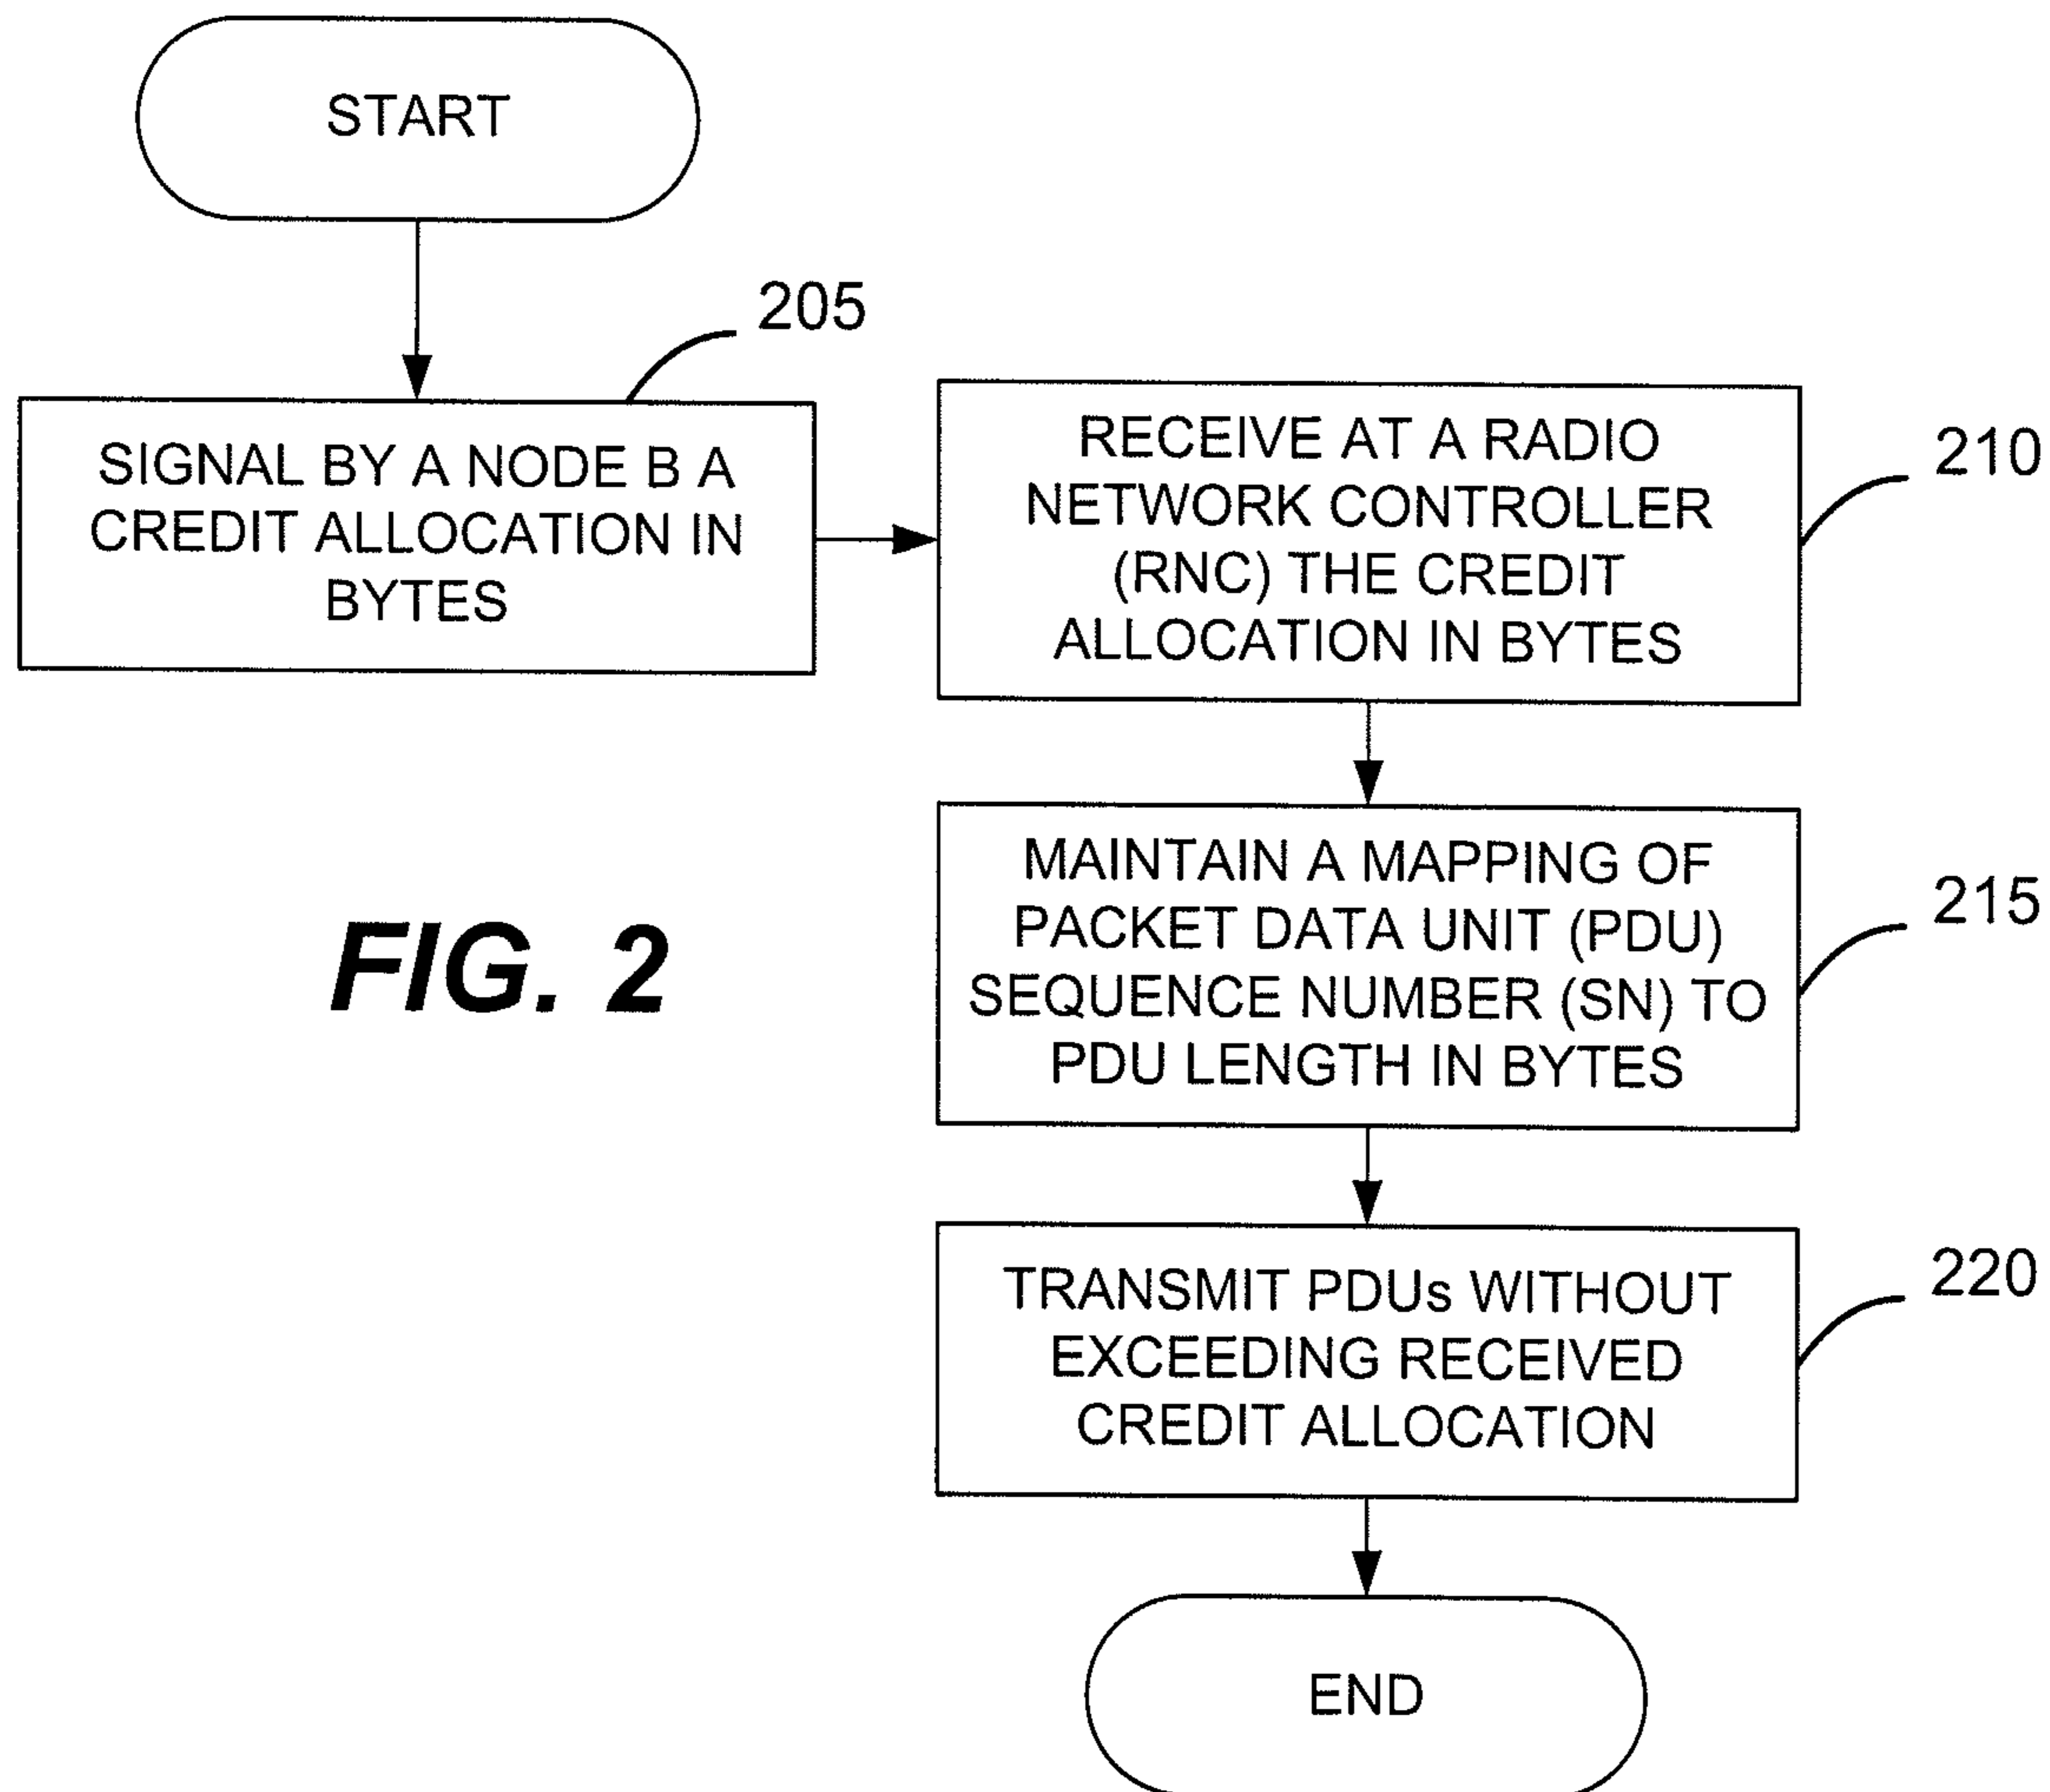 START
205
SIGNAL BY A NODE B A
CREDIT ALLOCATION IN
BYTES
RECEIVE AT A RADIO
NETWORK CONTROLLER
(RNC) THE CREDIT
ALLOCATION IN BYTES
210
MAINTAIN A MAPPING OF
PACKET DATA UNIT (PDU)
SEQUENCE NUMBER (SN) TO
PDU LENGTH IN BYTES
215
FIG. 2
TRANSMIT PDUs WITHOUT
EXCEEDING RECEIVED
CREDIT ALLOCATION
220
END